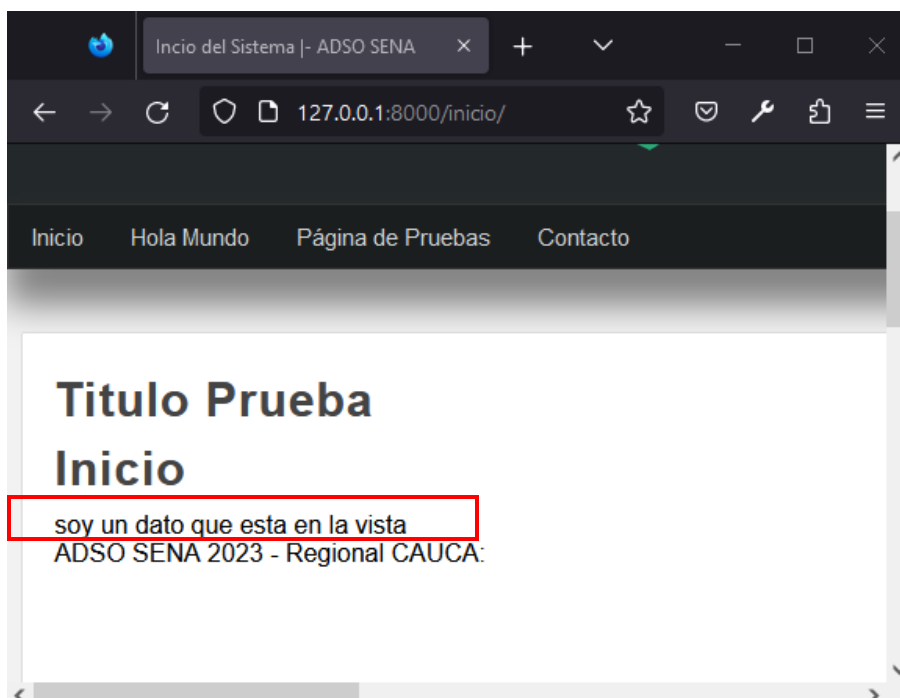 Incio del Sistema |- ADSO SENA
127.0.0.1:8000/inicio/
Inicio Hola Mundo Página de Pruebas Contacto
Titulo Prueba
Inicio
soy un dato que esta en la vista
ADSO SENA 2023 - Regional CAUCA: